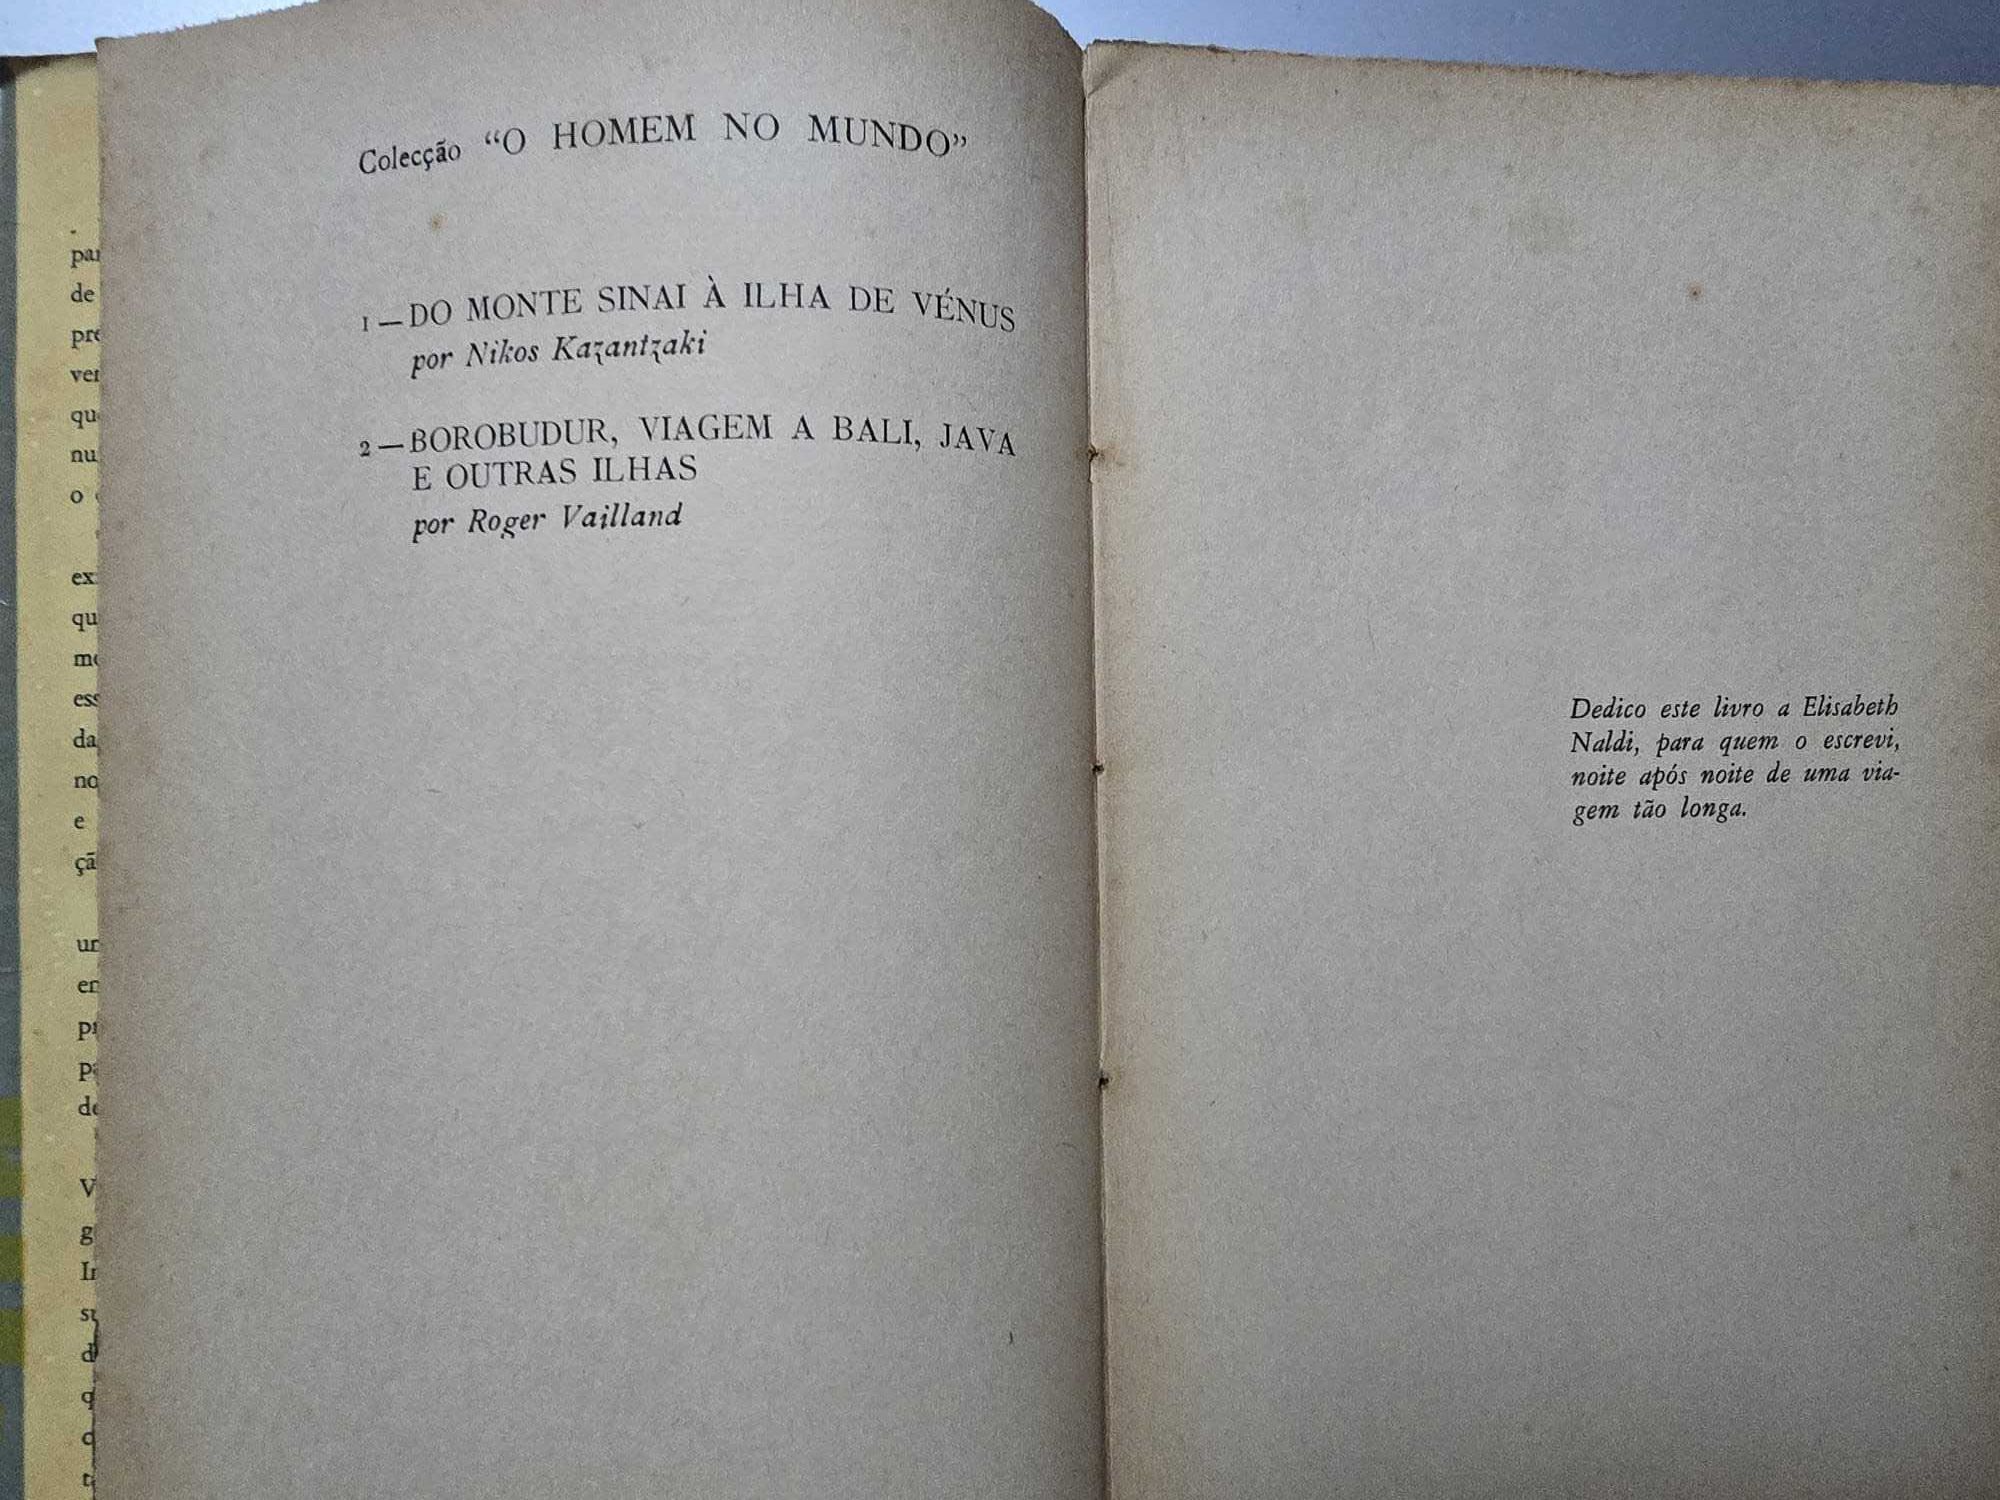 Colecção “O HOMEM NO MUNDO”
1 — DO MONTE SINAI À ILHA DE VÉNUS
por Nikos Kazantzaki
2 — BOROBUDUR, VIAGEM A BALI, JAVA
E OUTRAS ILHAS
por Roger Vailland
Dedico este livro a Elisabeth
Naldi, para quem o escrevi,
noite após noite de uma via-
gem tão longa.